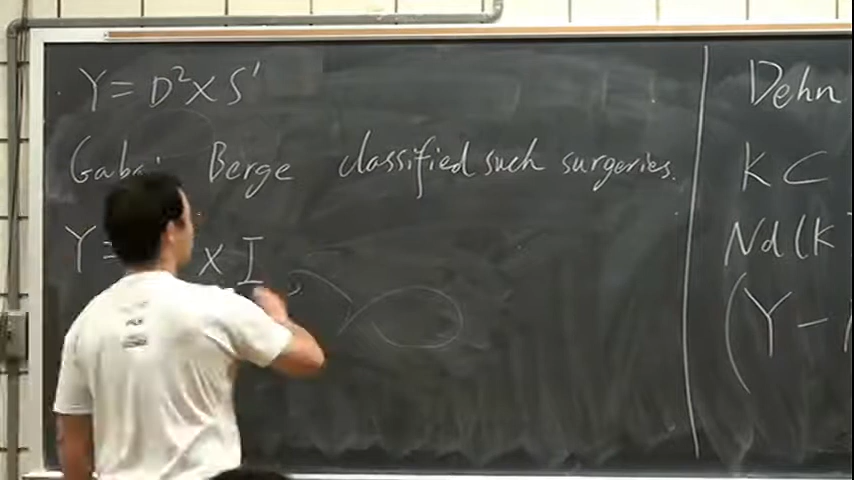 Y = D² × S¹
Berge classified such surgeries.
Y = × I
Dehn
K ⊂
Nd(K
(Y −